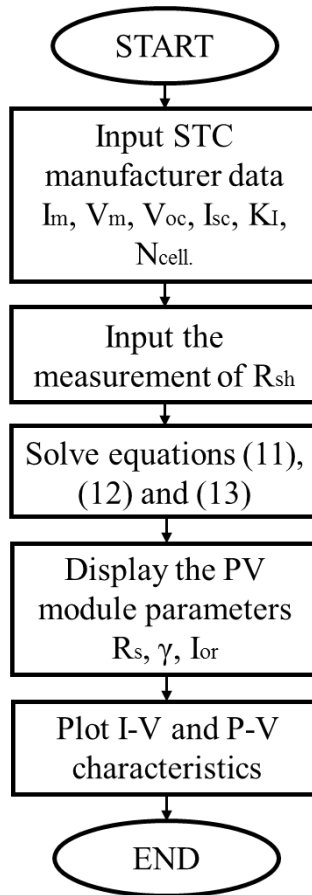 START
Input STC
manufacturer data
Im, Vm, Voc, Isc, KI,
Ncell.
Input the
measurement of Rsh
Solve equations (11),
(12) and (13)
Display the PV
module parameters
Rs, γ, Ior
Plot I-V and P-V
characteristics
END